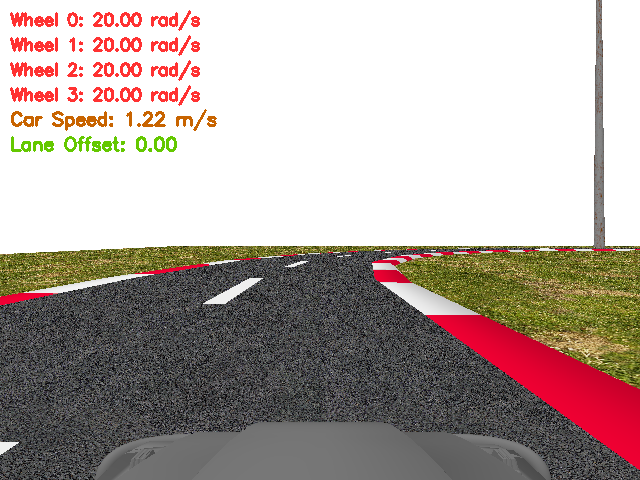 Wheel 0: 20.00 rad/s
Wheel 1: 20.00 rad/s
Wheel 2: 20.00 rad/s
Wheel 3: 20.00 rad/s
Car Speed: 1.22 m/s
Lane Offset: 0.00